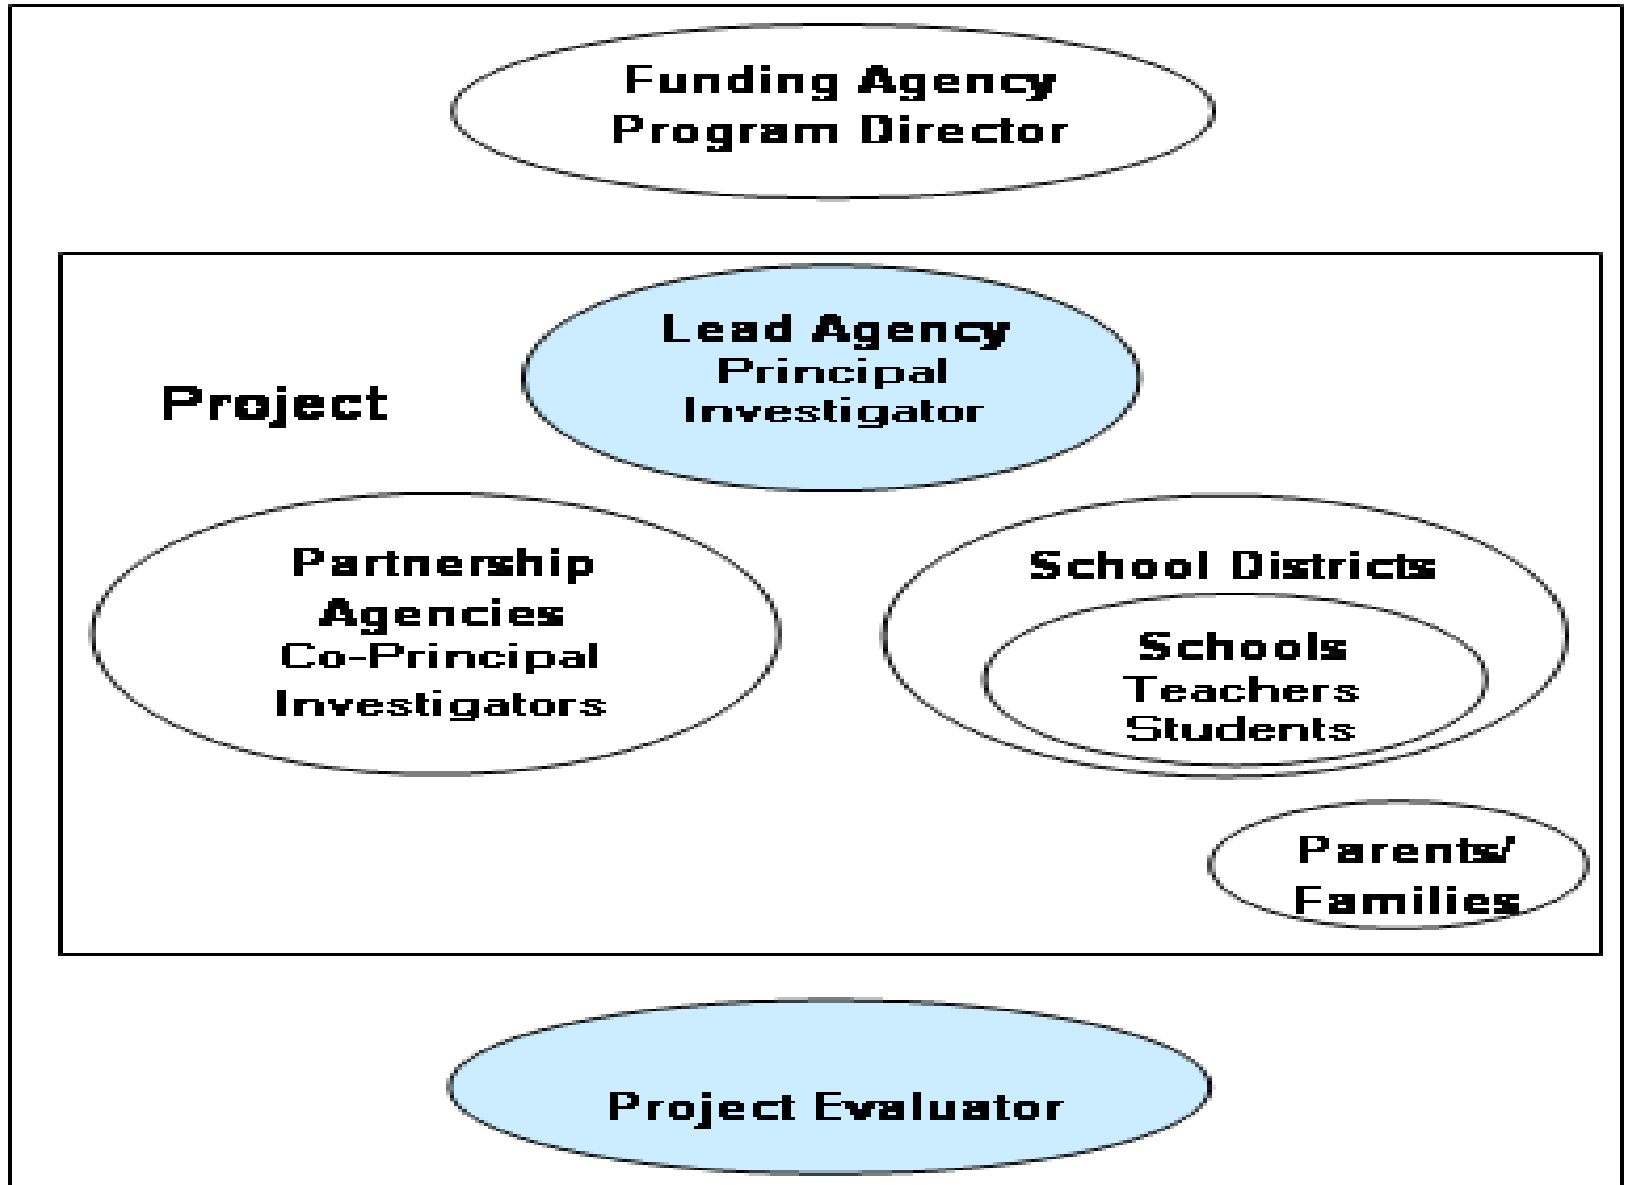 Funding Agency
Program Director
Lead Agency
Principal
Investigator
Project
Partnership
Agencies
Co-Principal
Investigators
School Districts
Schools
Teachers
Students
Parents/
Families
Project Evaluator